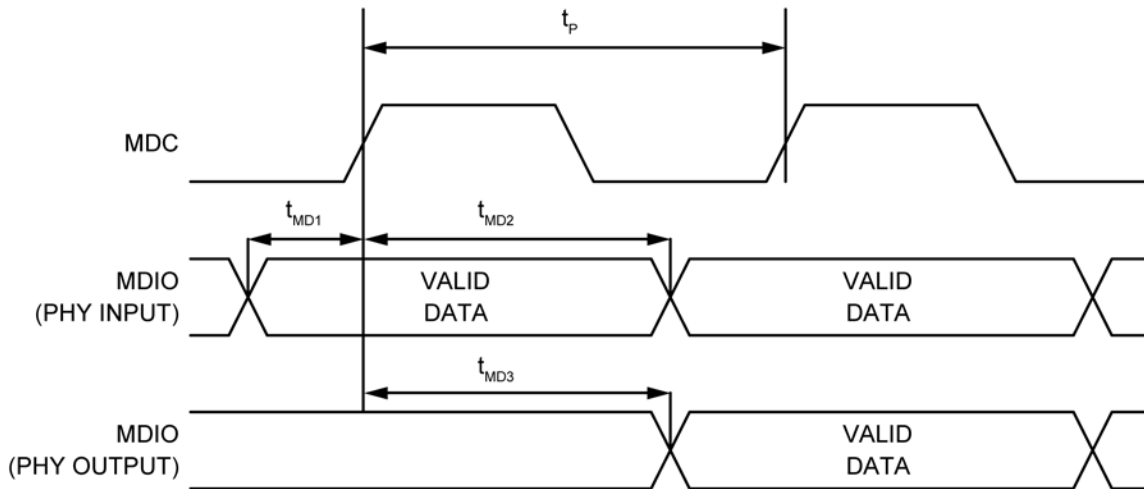 tP
MDC
tMD1
tMD2
MDIO
(PHY INPUT)
VALID
DATA
VALID
DATA
tMD3
MDIO
(PHY OUTPUT)
VALID
DATA